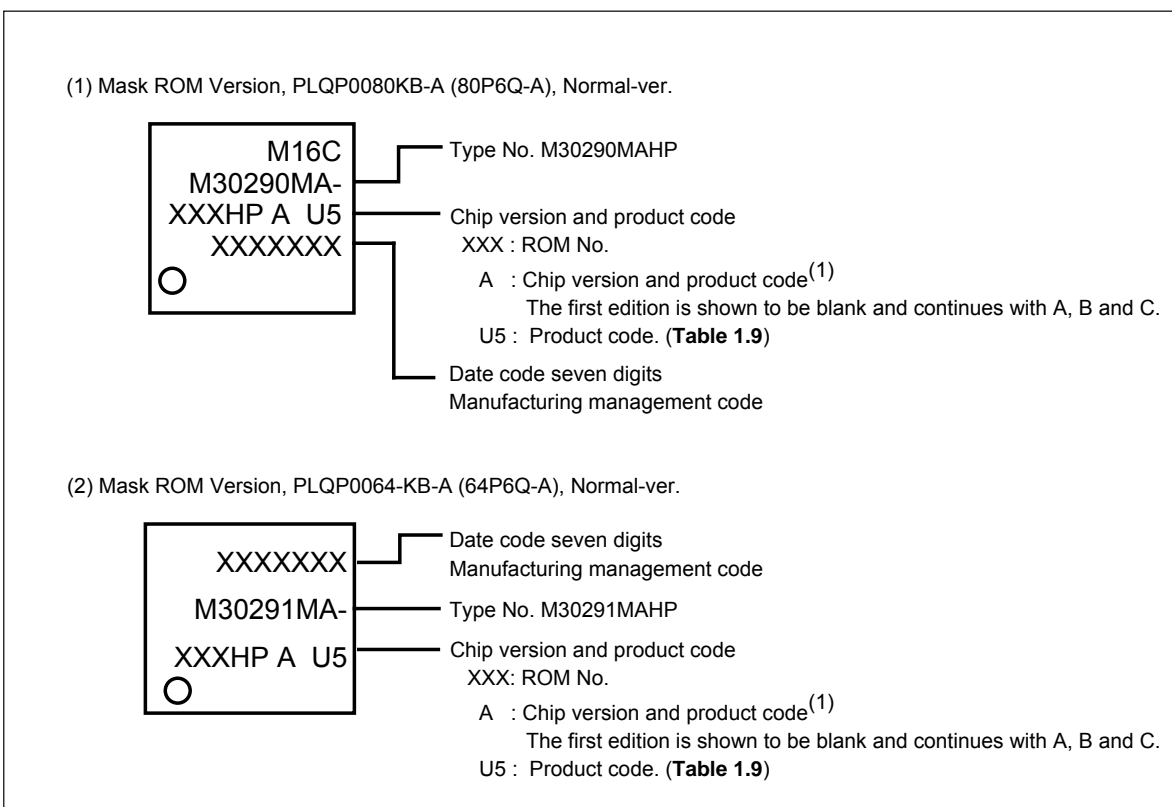 (1) Mask ROM Version, PLQP0080KB-A (80P6Q-A), Normal-ver.
M16C
M30290MA-
XXXHP A U5
XXXXXXX
Type No. M30290MAHP
Chip version and product code
XXX : ROM No.
A : Chip version and product code(1)
The first edition is shown to be blank and continues with A, B and C.
U5 : Product code. (Table 1.9)
Date code seven digits
Manufacturing management code
(2) Mask ROM Version, PLQP0064-KB-A (64P6Q-A), Normal-ver.
XXXXXXX
M30291MA-
XXXHP A U5
Date code seven digits
Manufacturing management code
Type No. M30291MAHP
Chip version and product code
XXX: ROM No.
A : Chip version and product code(1)
The first edition is shown to be blank and continues with A, B and C.
U5 : Product code. (Table 1.9)